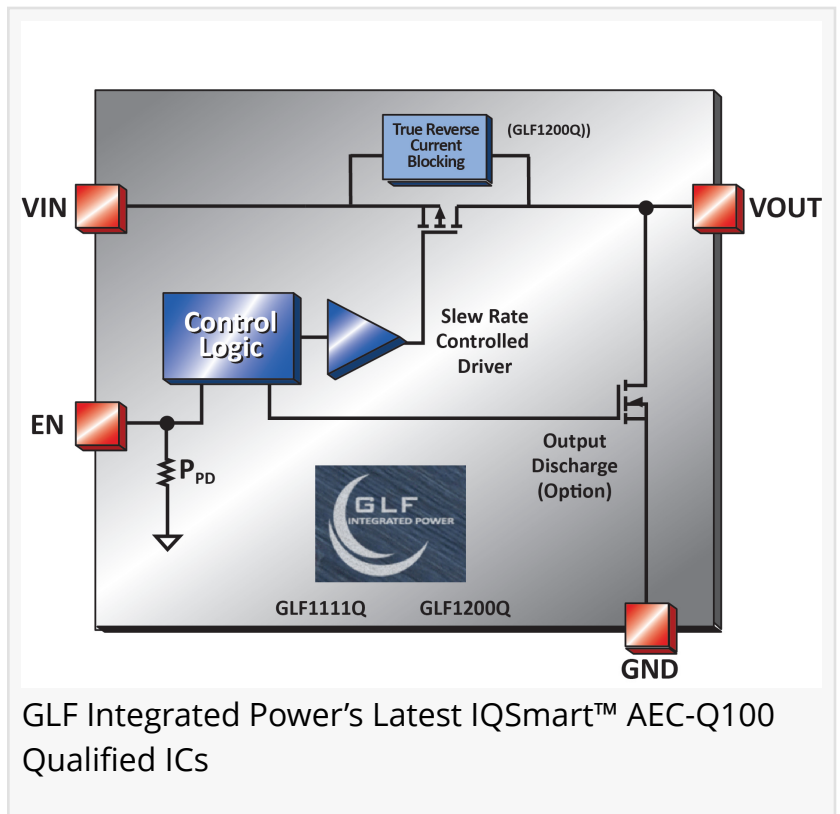 True Reverse
Current
Blocking
(GLF1200Q))
VIN
VOUT
Control
Logic
Slew Rate
Controlled
Driver
EN
PPD
Output
Discharge
(Option)
GLF
INTEGRATED POWER
GLF1111Q
GLF1200Q
GND
GLF Integrated Power’s Latest IQSmart™ AEC-Q100
Qualified ICs